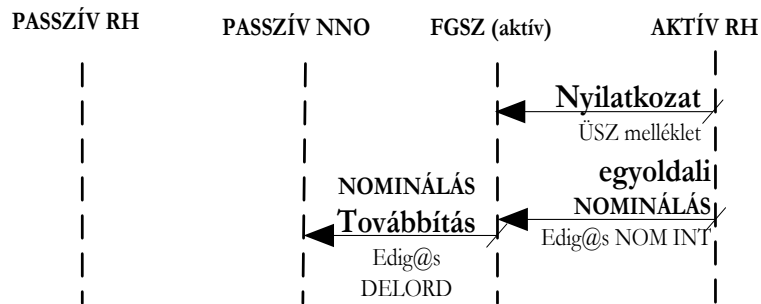 PASSZÍV RH
PASSZÍV NNO
FGSZ (aktív)
AKTÍV RH
Nyilatkozat
ÜSZ melléklet
egyoldali
NOMINÁLÁS
Edig@s NOM INT
NOMINÁLÁS
Továbbítás
Edig@s
DELORD